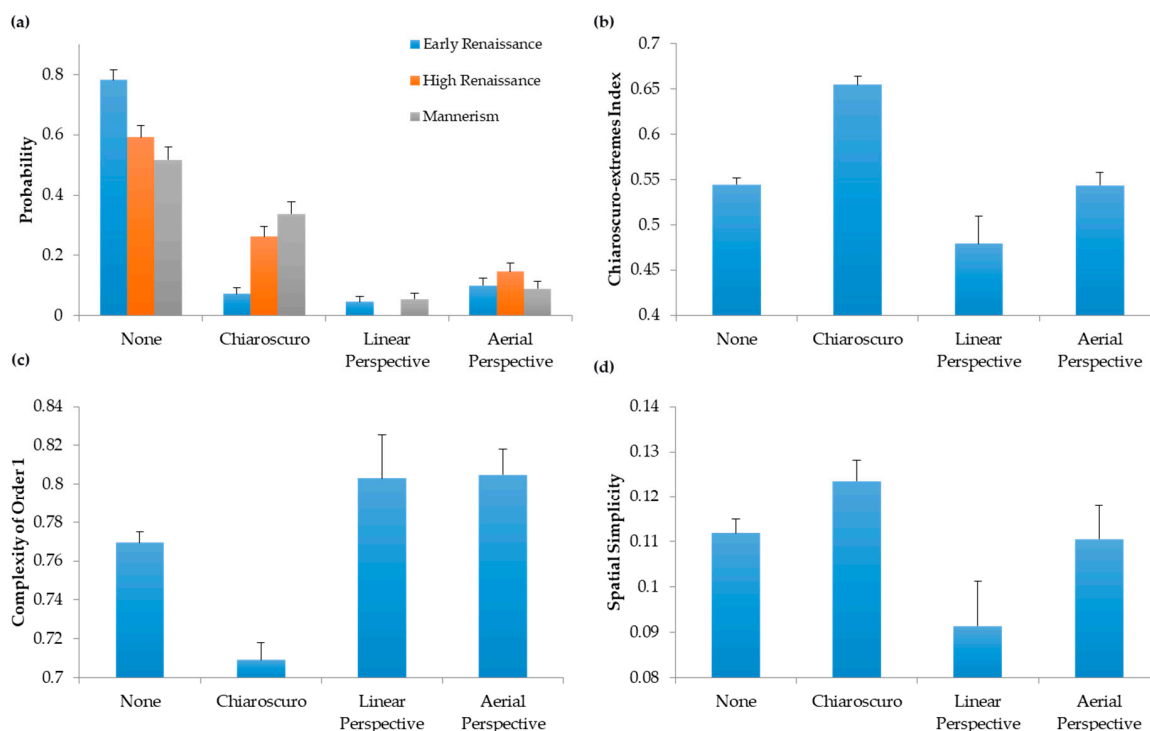 (a)
Probability
0.8
0.6
0.4
0.2
0
Early Renaissance
High Renaissance
Mannerism
None
Chiaroscuro
Linear
Perspective
Aerial
Perspective
(b)
Chiaroscuro-extremes Index
0.7
0.65
0.6
0.55
0.5
0.45
0.4
None
Chiaroscuro
Linear
Perspective
Aerial
Perspective
(c)
Complexity of Order 1
0.84
0.82
0.8
0.78
0.76
0.74
0.72
0.7
None
Chiaroscuro
Linear
Perspective
Aerial
Perspective
(d)
Spatial Simplicity
0.14
0.13
0.12
0.11
0.1
0.09
0.08
None
Chiaroscuro
Linear
Perspective
Aerial
Perspective